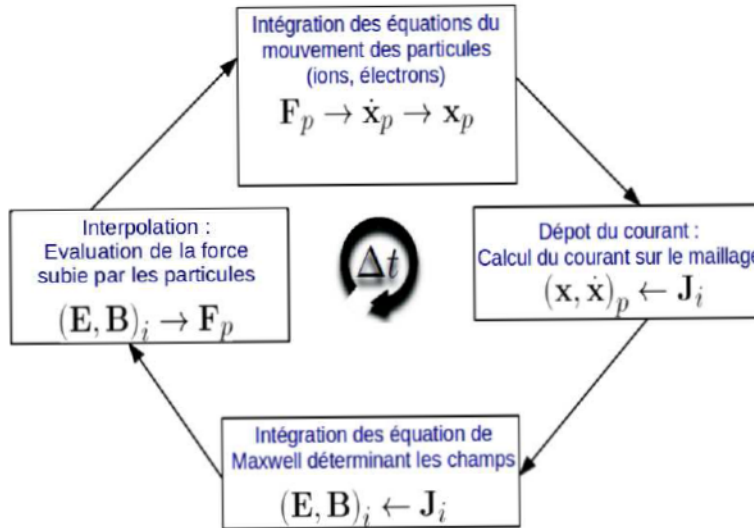 Intégration des équations du
mouvement des particules
(ions, électrons)
F_p → ẋ_p → x_p
Interpolation :
Evaluation de la force
subie par les particules
(E, B)_i → F_p
Δt
Dépot du courant :
Calcul du courant sur le maillage
(x, ẋ)_p ← J_i
Intégration des équation de
Maxwell déterminant les champs
(E, B)_i ← J_i